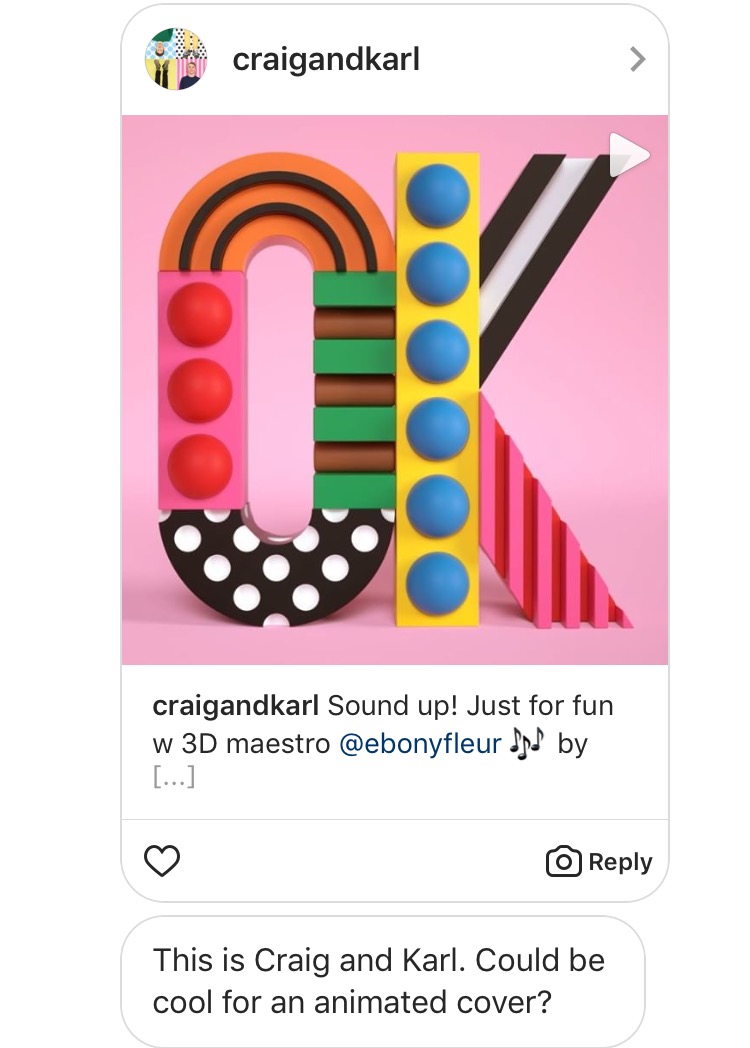 craigandkarl
OK
craigandkarl Sound up! Just for fun
w 3D maestro @ebonyfleur 🎶 by
[...]
Reply
This is Craig and Karl. Could be
cool for an animated cover?